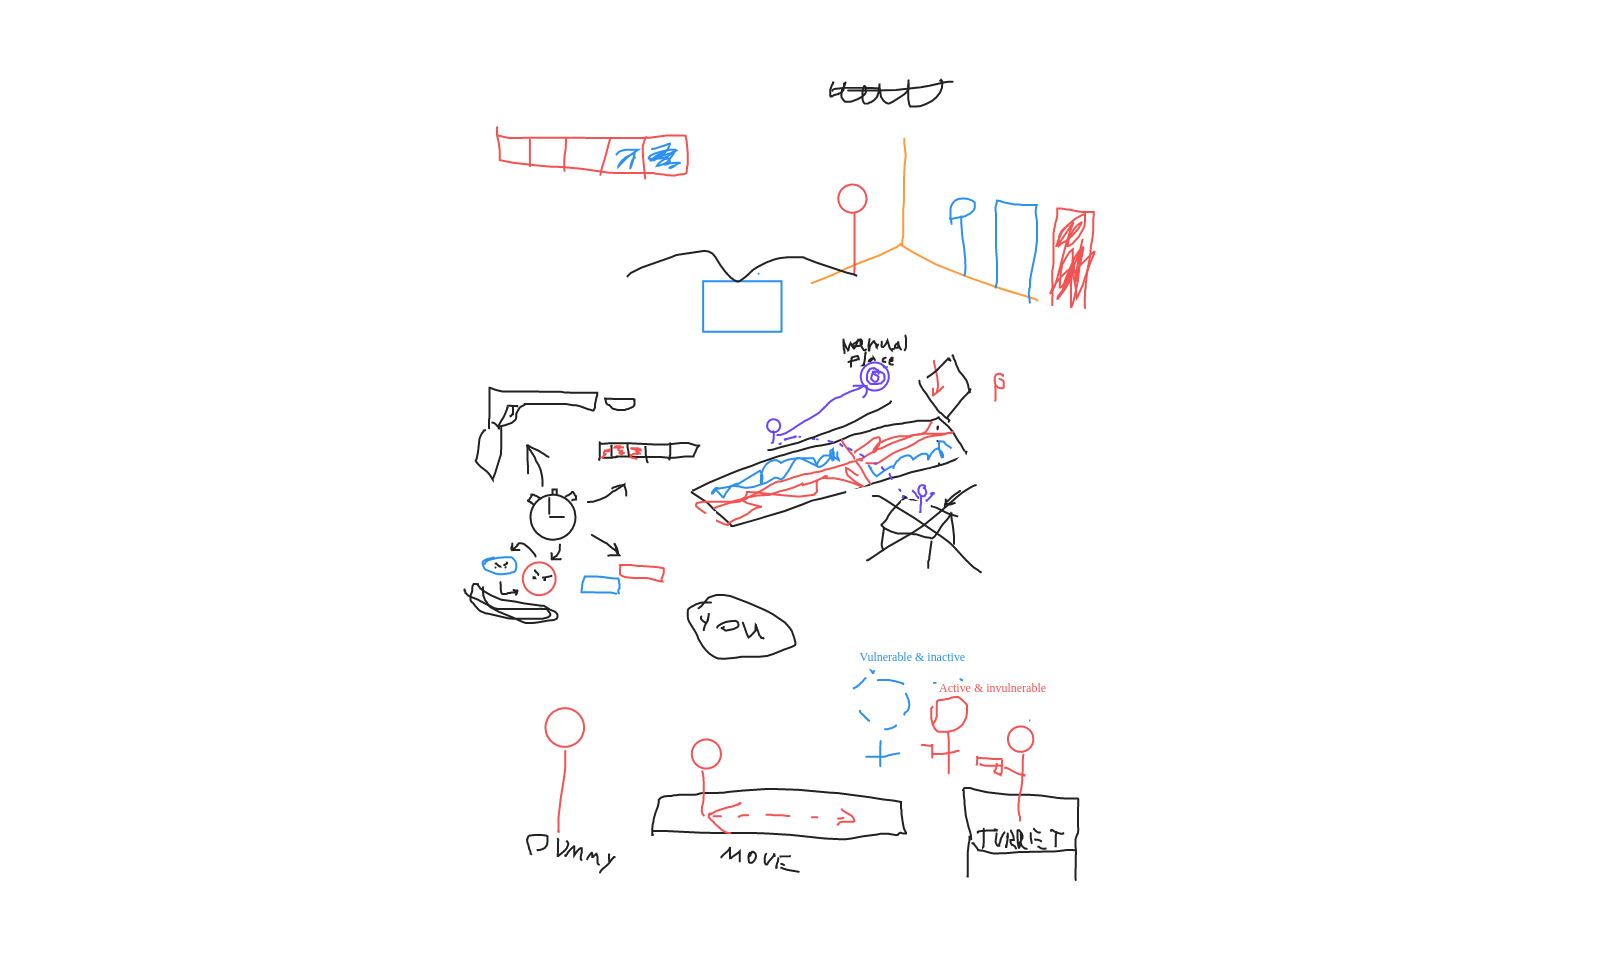 Manual
Place
YOU
Vulnerable & inactive
Active & invulnerable
DUMMY
MOVE
TURRET